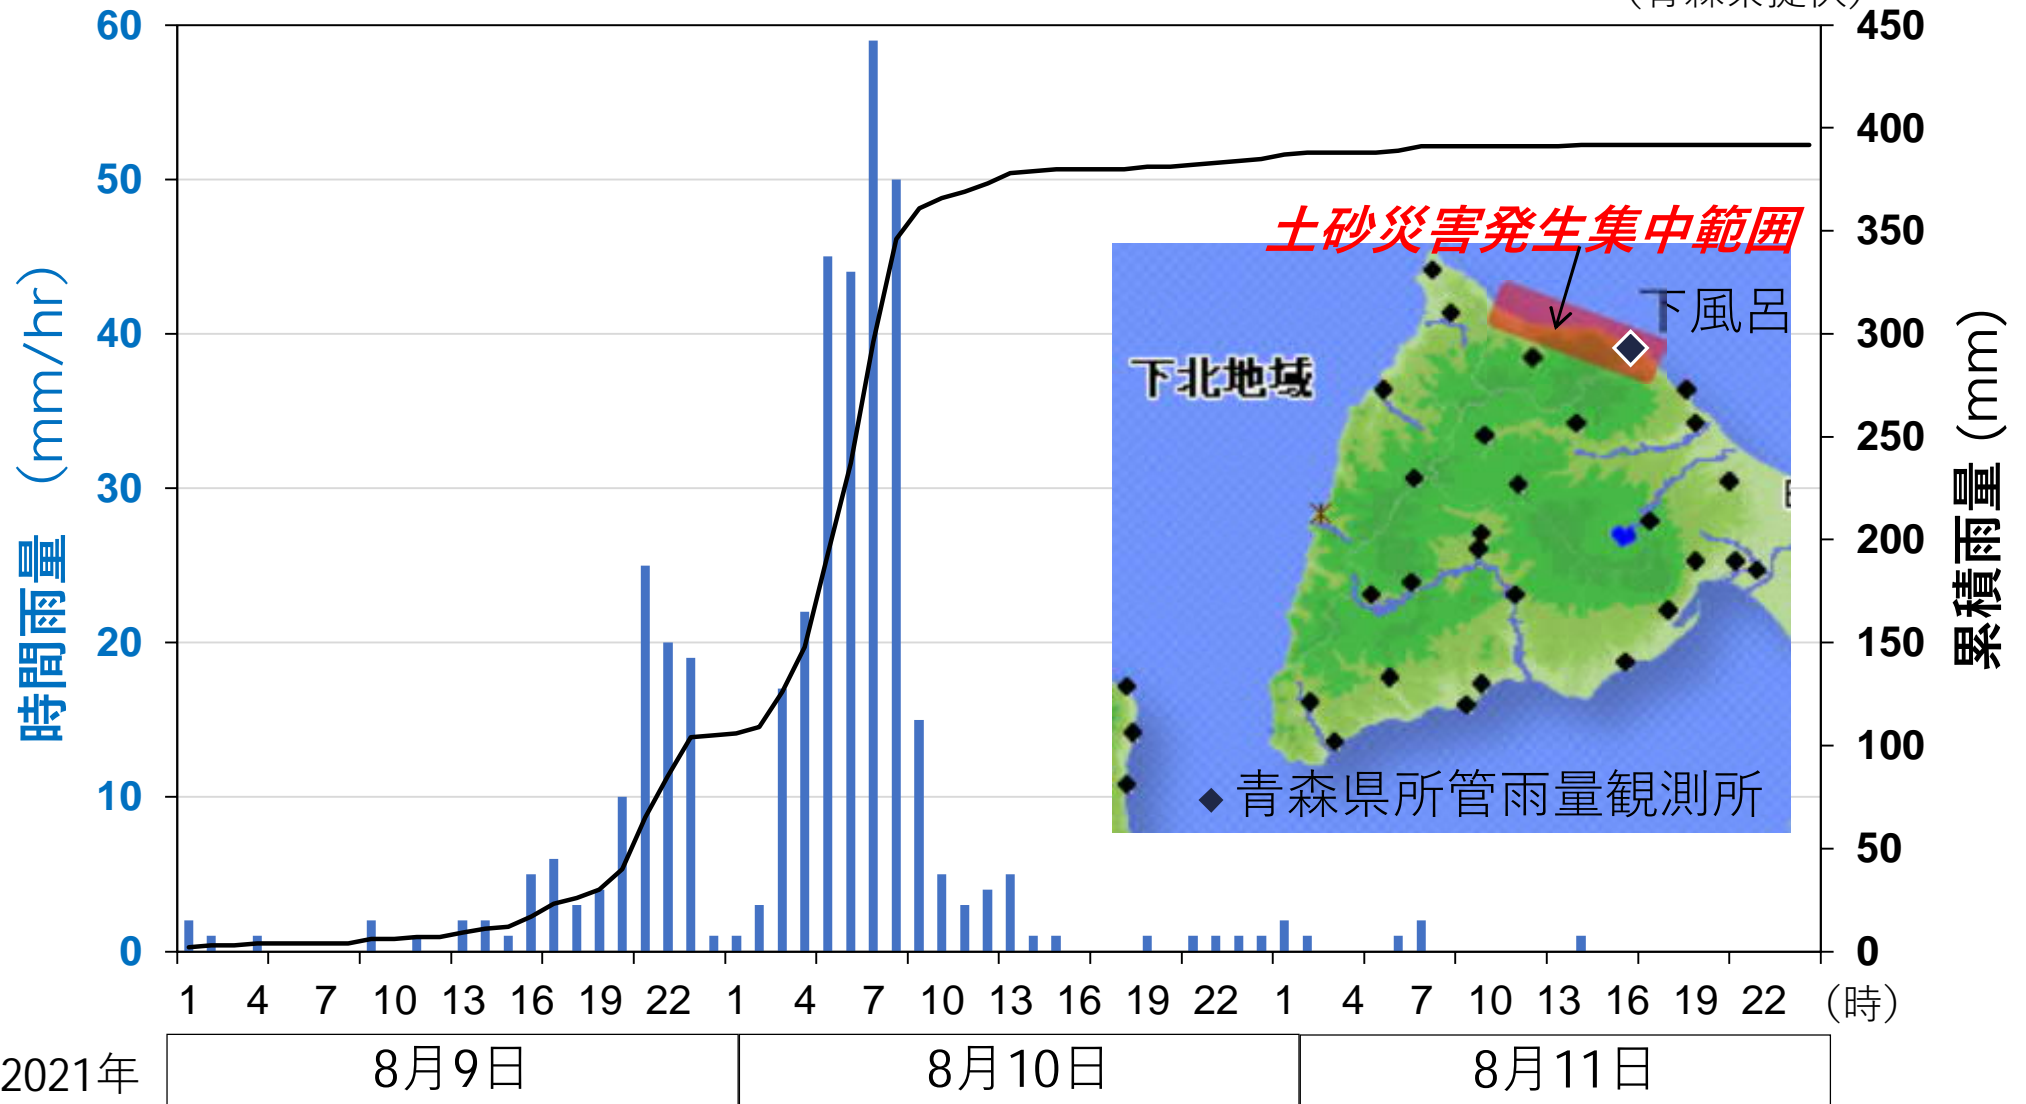 (青森県提供)
60
50
40
30
20
10
0
時間雨量 (mm/hr)
450
400
350
300
250
200
150
100
50
0
累積雨量 (mm)
土砂災害発生集中範囲
下風呂
下北地域
◆青森県所管雨量観測所
1 4 7 10 13 16 19 22 1 4 7 10 13 16 19 22 1 4 7 10 13 16 19 22 (時)
2021年 8月9日 8月10日 8月11日